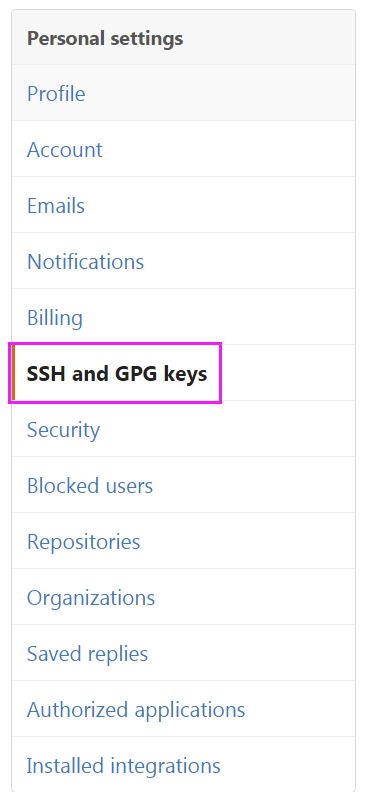 Personal settings
Profile
Account
Emails
Notifications
Billing
SSH and GPG keys
Security
Blocked users
Repositories
Organizations
Saved replies
Authorized applications
Installed integrations